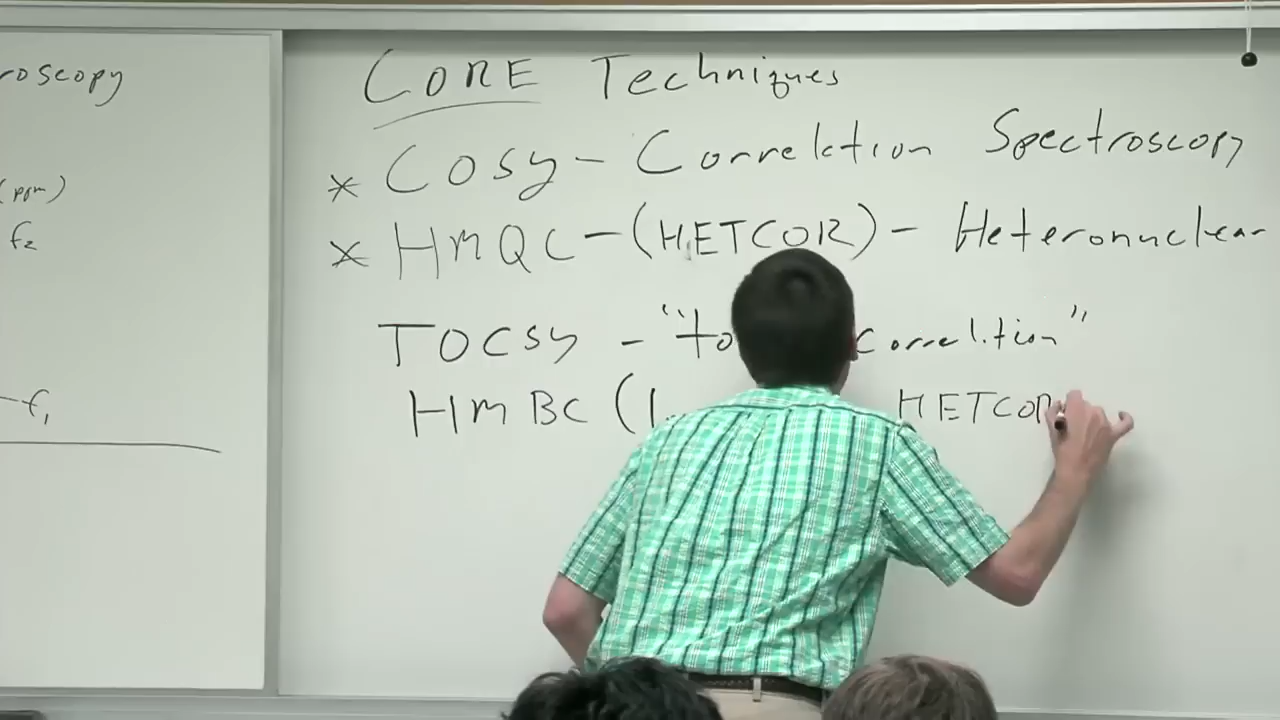 roscopy
(ppm)
f2
f1
CORE Techniques
* COSY - Correlation Spectroscopy
* HMQC - (HETCOR) - Heteronuclear
TOCSY - "to correlation"
HMBC ( HETCOR